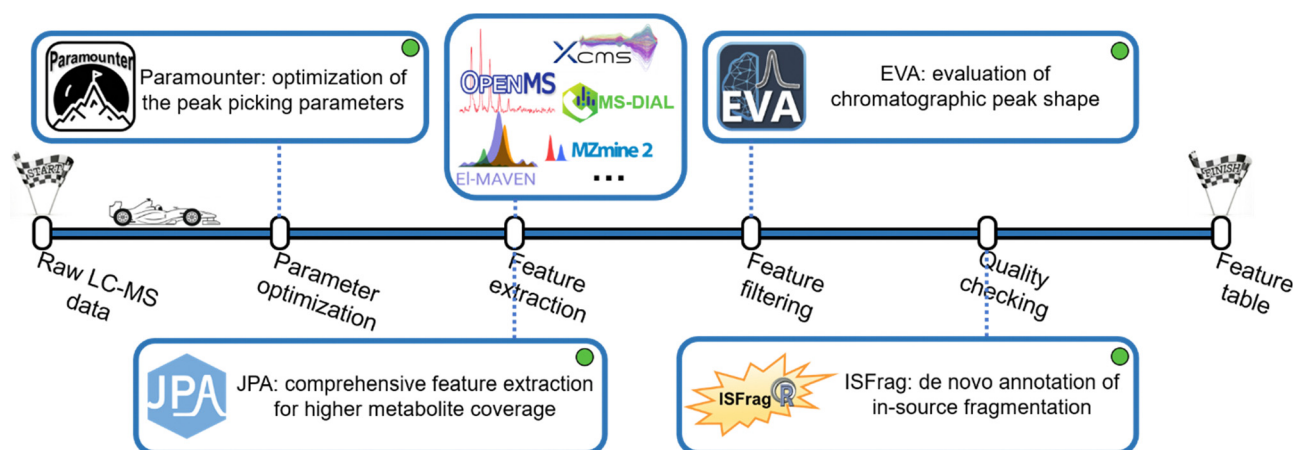 Paramounter
Paramounter: optimization of
the peak picking parameters
Xcms
OPENMS
MS-DIAL
MZmine 2
El-MAVEN
...
EVA
EVA: evaluation of
chromatographic peak shape
START
FINISH
Raw LC-MS
data
Parameter
optimization
Feature
extraction
Feature
filtering
Quality
checking
Feature
table
JPA
JPA: comprehensive feature extraction
for higher metabolite coverage
ISFrag R
ISFrag: de novo annotation of
in-source fragmentation